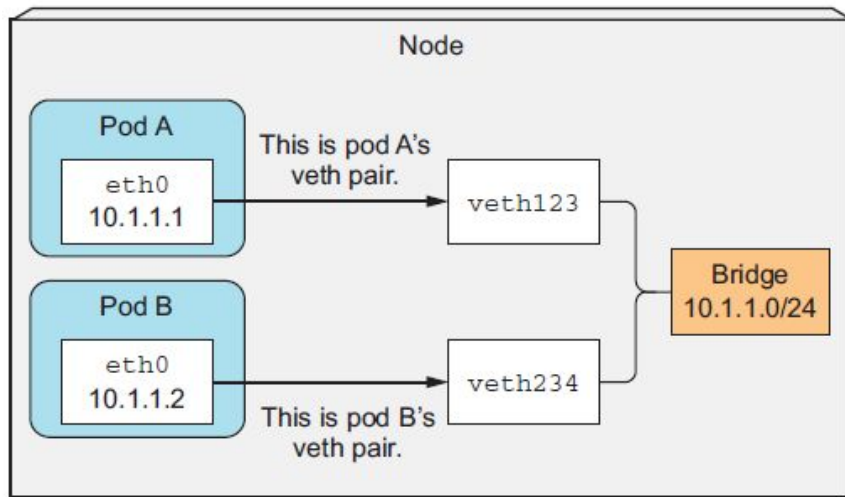 Node
Pod A
eth0
10.1.1.1
This is pod A's
veth pair.
veth123
Bridge
10.1.1.0/24
Pod B
eth0
10.1.1.2
This is pod B's
veth pair.
veth234